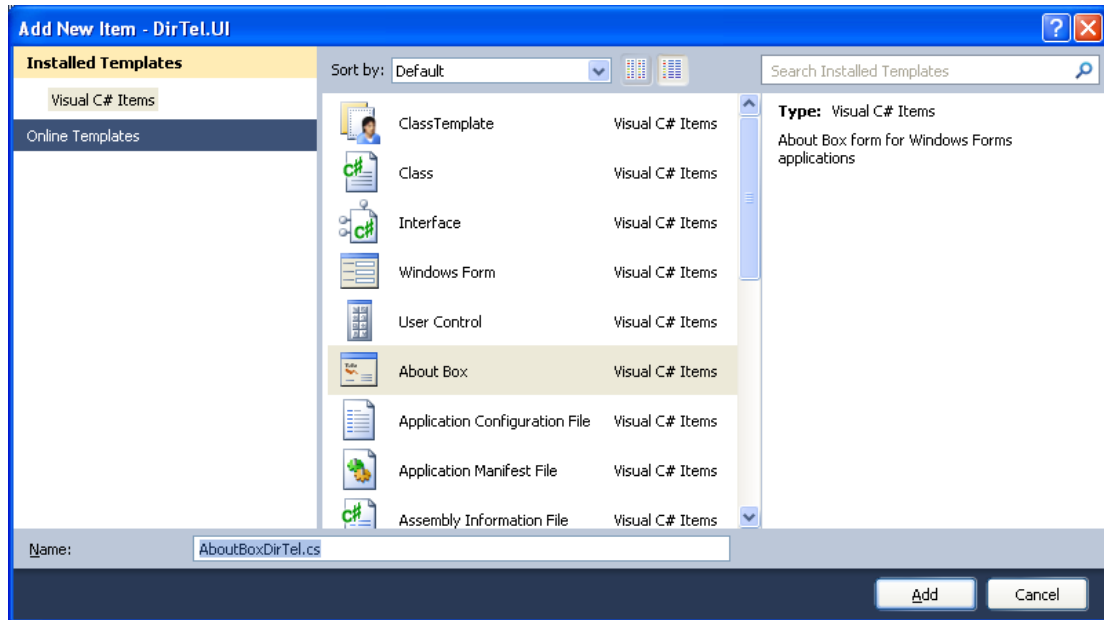 Add New Item - DirTel.UI
Installed Templates
Visual C# Items
Online Templates
Sort by: Default
Search Installed Templates
ClassTemplate Visual C# Items
Class Visual C# Items
Interface Visual C# Items
Windows Form Visual C# Items
User Control Visual C# Items
About Box Visual C# Items
Application Configuration File Visual C# Items
Application Manifest File Visual C# Items
Assembly Information File Visual C# Items
Type: Visual C# Items
About Box form for Windows Forms
applications
Name: AboutBoxDirTel.cs
Add Cancel